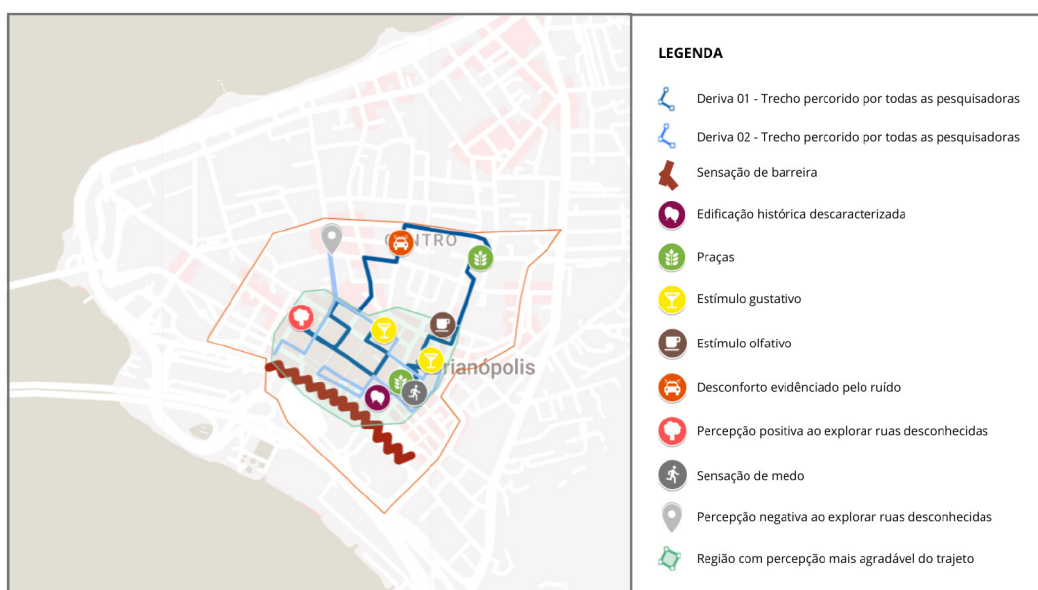 CENTRO
rianópolis
LEGENDA
Deriva 01 - Trecho percorido por todas as pesquisadoras
Deriva 02 - Trecho percorido por todas as pesquisadoras
Sensação de barreira
Edificação histórica descaracterizada
Praças
Estímulo gustativo
Estímulo olfativo
Desconforto evidênciado pelo ruído
Percepção positiva ao explorar ruas desconhecidas
Sensação de medo
Percepção negativa ao explorar ruas desconhecidas
Região com percepção mais agradável do trajeto